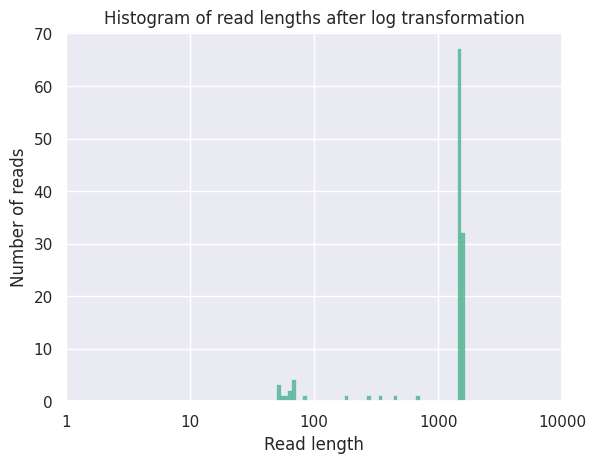 Histogram of read lengths after log transformation
Number of reads
70
60
50
40
30
20
10
0
1 10 100 1000 10000
Read length